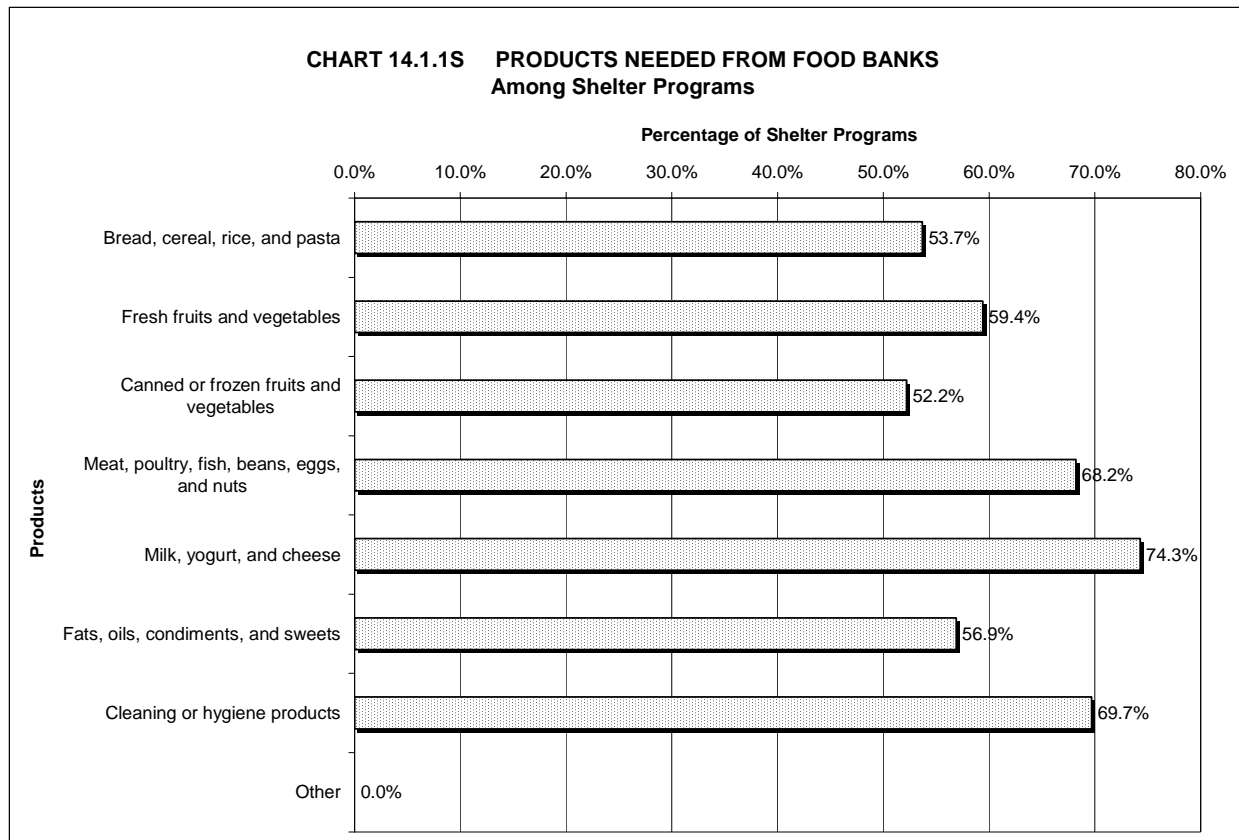 CHART 14.1.1S PRODUCTS NEEDED FROM FOOD BANKS
Among Shelter Programs
Percentage of Shelter Programs
0.0% 10.0% 20.0% 30.0% 40.0% 50.0% 60.0% 70.0% 80.0%
Products
Bread, cereal, rice, and pasta 53.7%
Fresh fruits and vegetables 59.4%
Canned or frozen fruits and
vegetables 52.2%
Meat, poultry, fish, beans, eggs,
and nuts 68.2%
Milk, yogurt, and cheese 74.3%
Fats, oils, condiments, and sweets 56.9%
Cleaning or hygiene products 69.7%
Other 0.0%